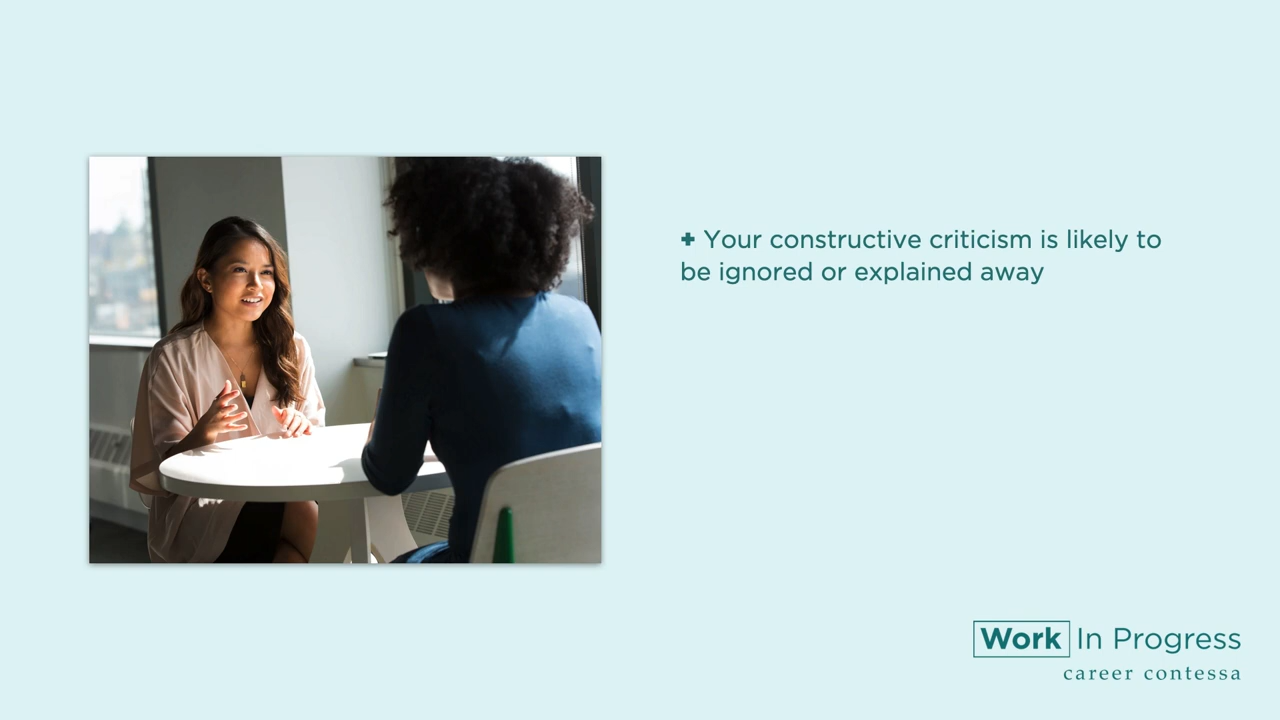 + Your constructive criticism is likely to
be ignored or explained away
Work In Progress
career contessa